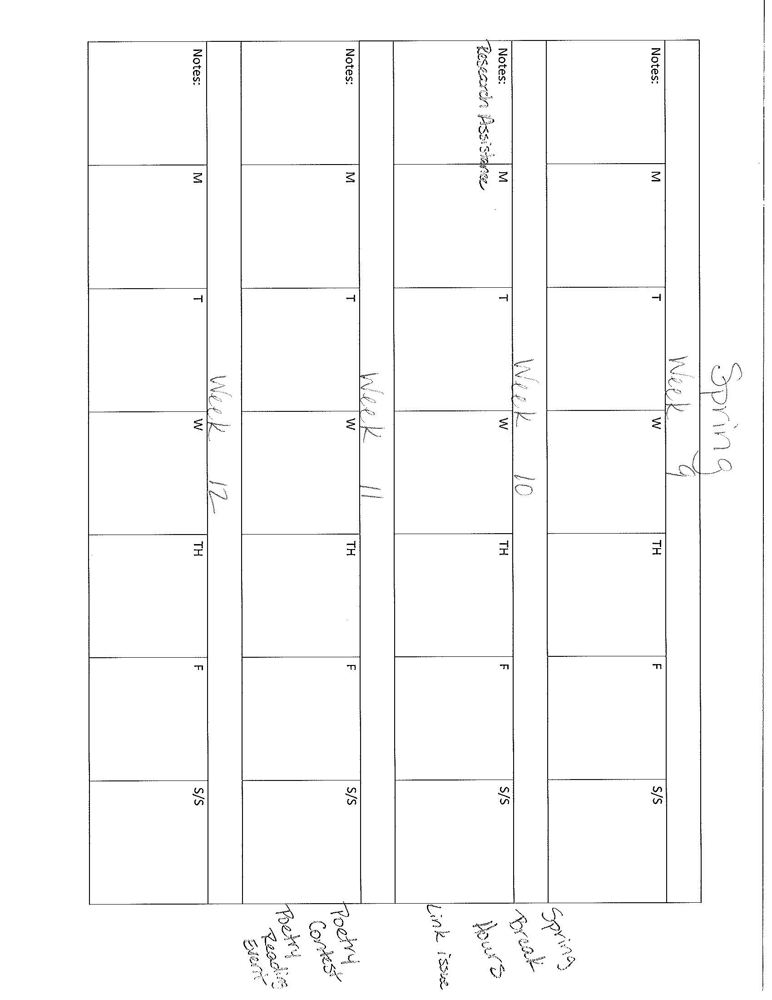 Spring
Week 9
Notes: M T W TH F S/S
Spring
Break
Hours
Week 10
Notes: M T W TH F S/S
Research Assistance
Link issue
Week 11
Notes: M T W TH F S/S
Poetry
Contest
Poetry
Reading
Event
Week 12
Notes: M T W TH F S/S